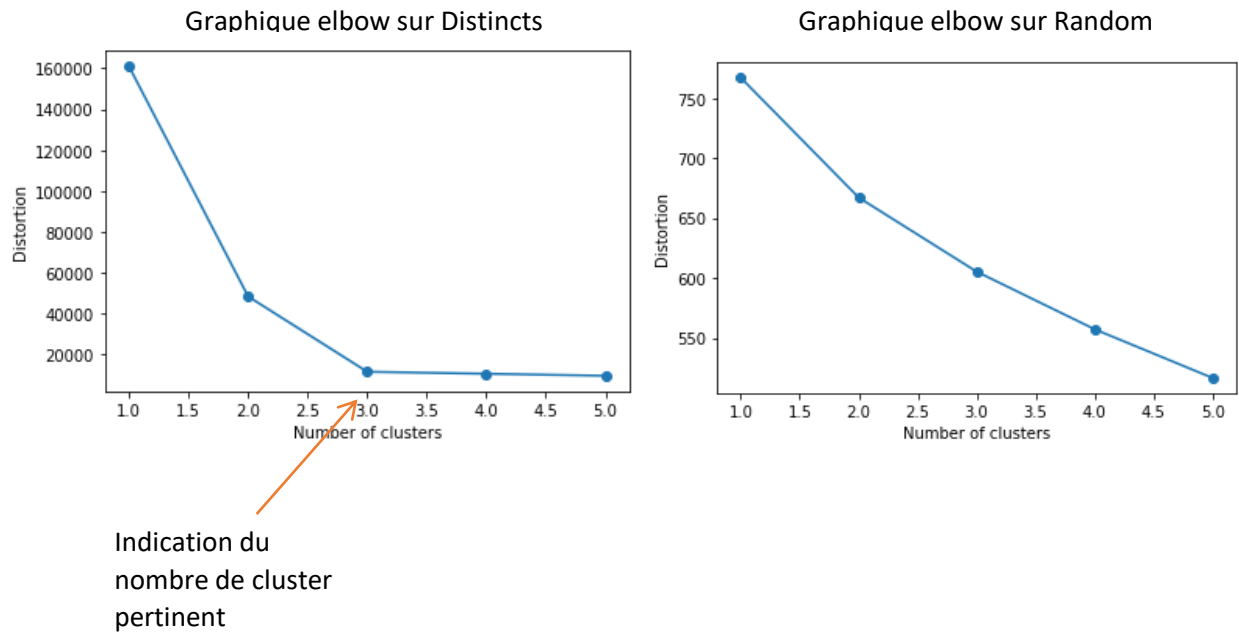 Graphique elbow sur Distincts
160000
140000
120000
100000
80000
60000
40000
20000
Distortion
1.0 1.5 2.0 2.5 3.0 3.5 4.0 4.5 5.0
Number of clusters
Indication du
nombre de cluster
pertinent
Graphique elbow sur Random
750
700
650
600
550
Distortion
1.0 1.5 2.0 2.5 3.0 3.5 4.0 4.5 5.0
Number of clusters